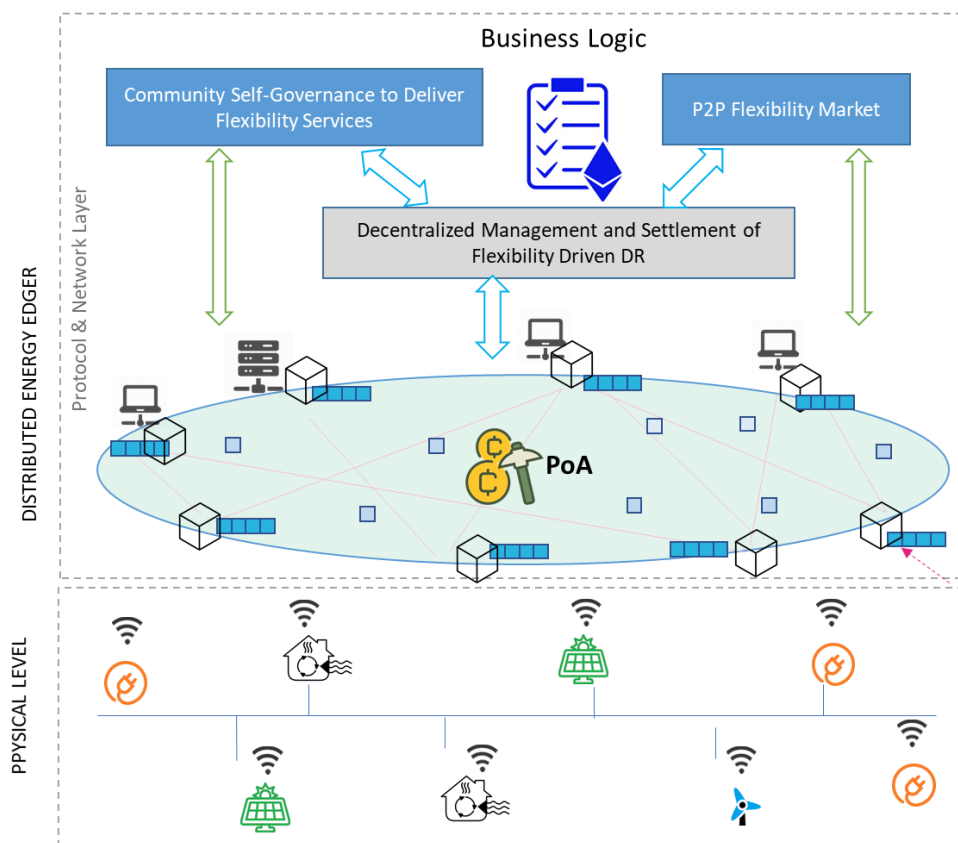 Business Logic
Community Self-Governance to Deliver
Flexibility Services
P2P Flexibility Market
Decentralized Management and Settlement of
Flexibility Driven DR
Protocol & Network Layer
DISTRIBUTED ENERGY EDGER
PoA
PPYSICAL LEVEL